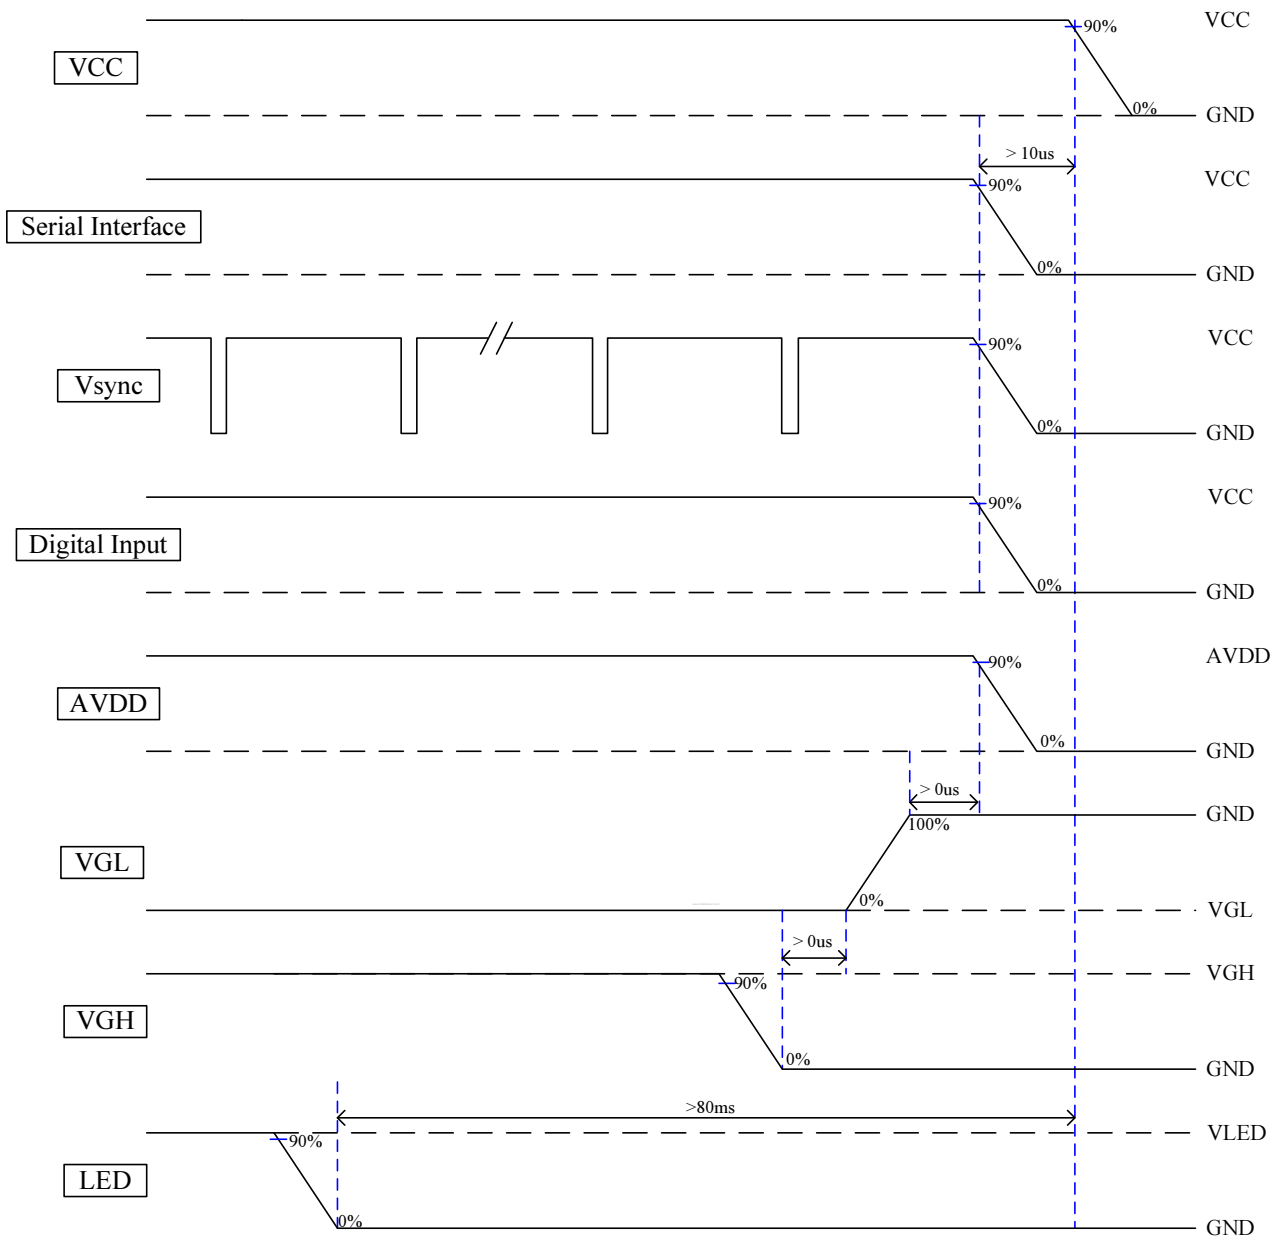 VCC
90%
VCC
0%
GND
> 10us
VCC
90%
Serial Interface
0%
GND
VCC
90%
Vsync
0%
GND
VCC
90%
Digital Input
0%
GND
AVDD
90%
AVDD
0%
GND
> 0us
GND
100%
VGL
0%
VGL
> 0us
VGH
90%
VGH
0%
GND
>80ms
VLED
90%
LED
0%
GND